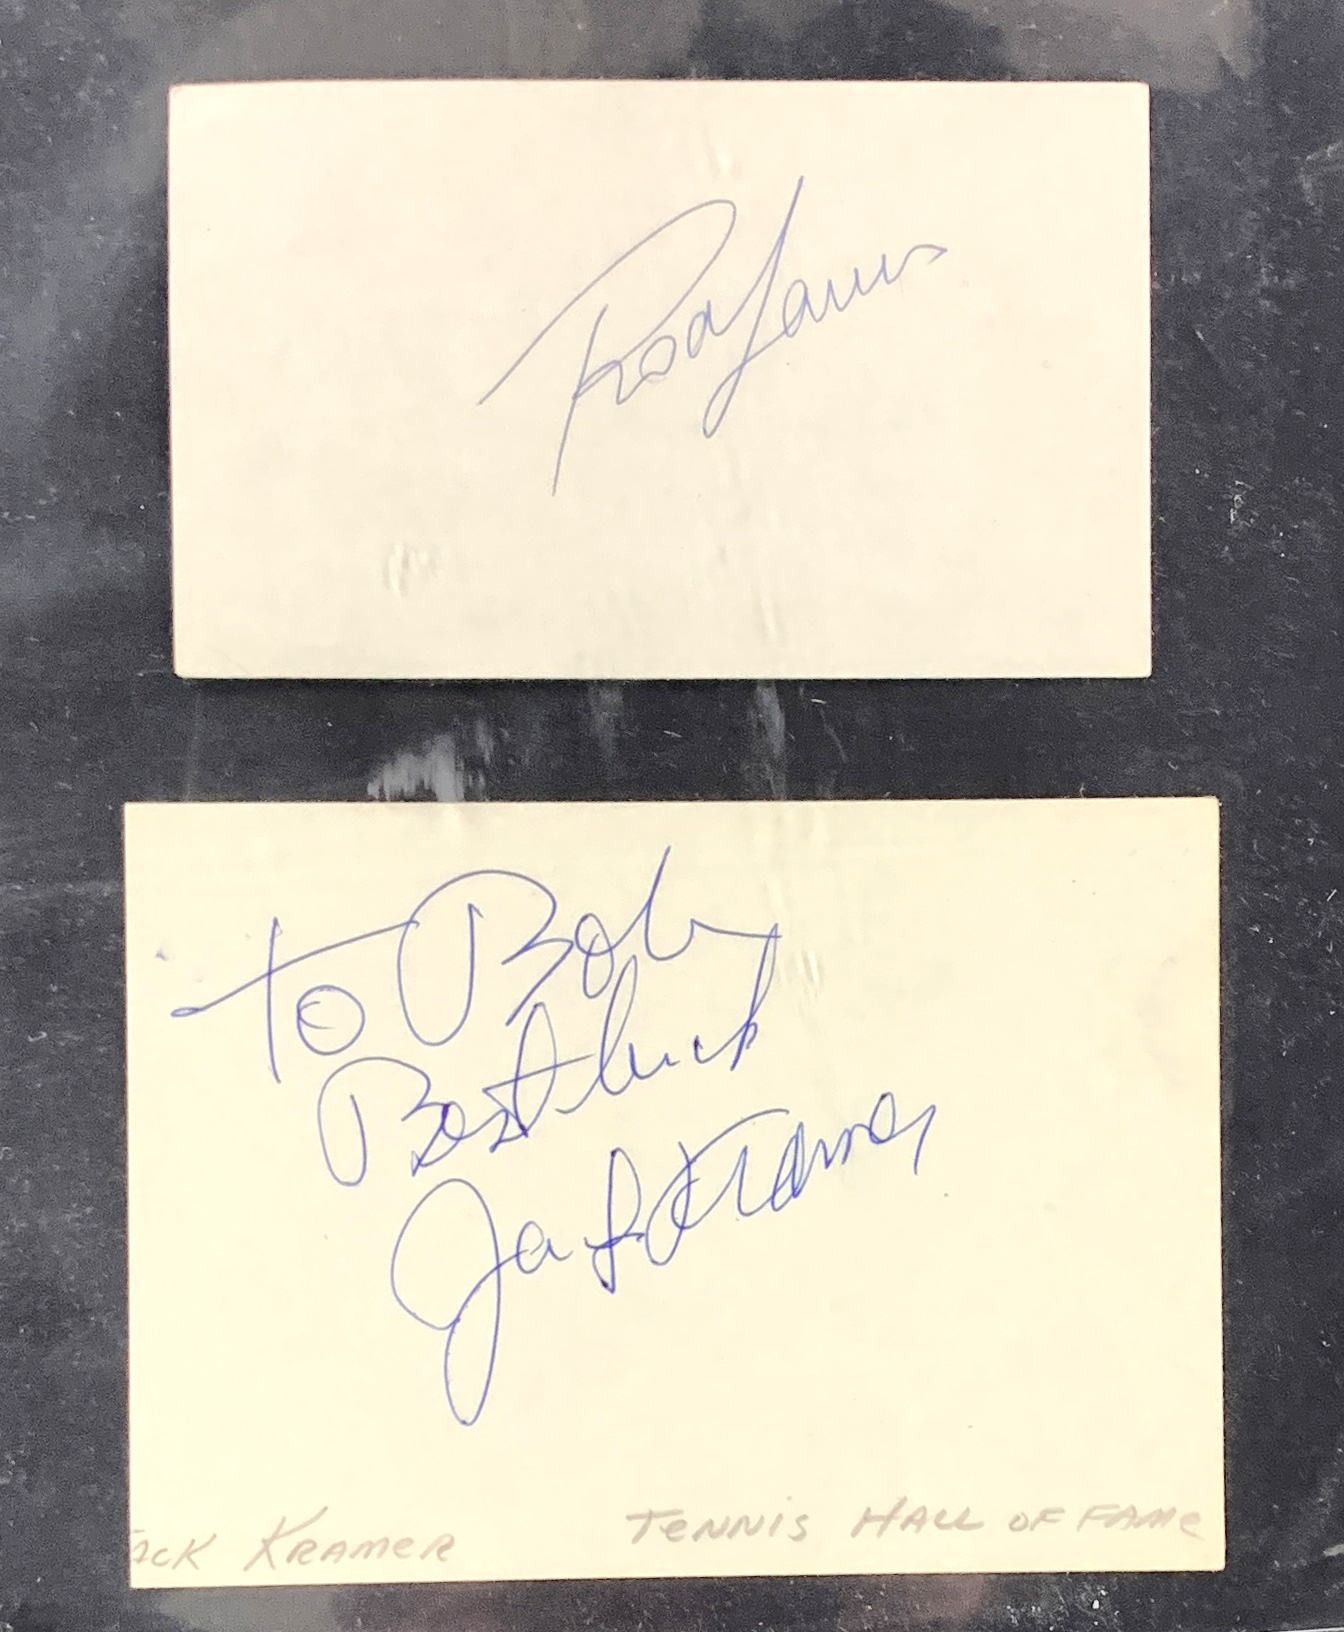 Rod Laver
To Bob
Best luck
Jack Kramer
ACK KRAMER TENNIS HALL OF FAME